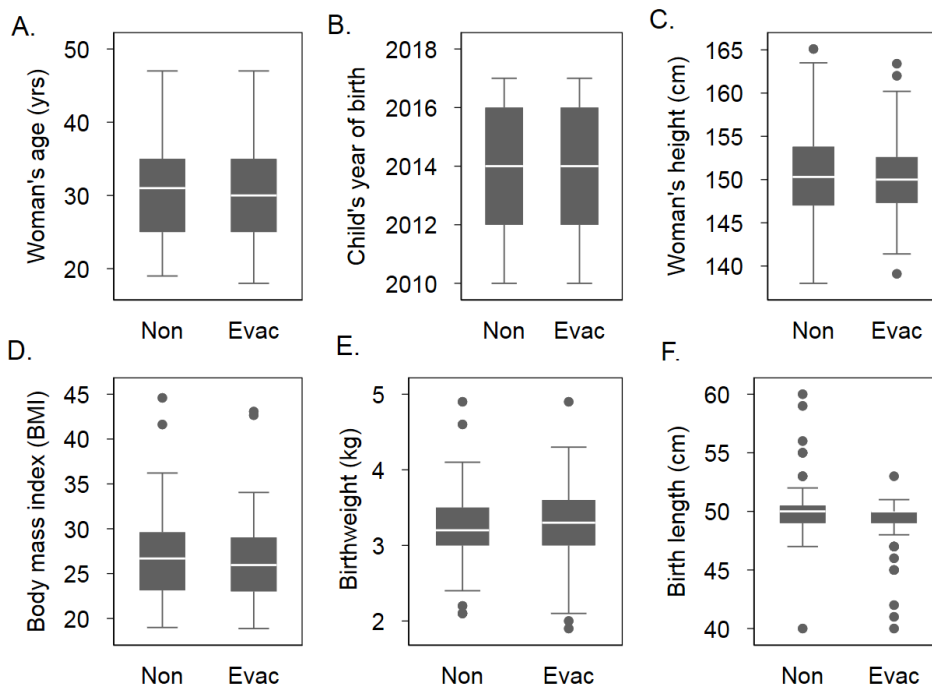 A.
Woman's age (yrs)
50
40
30
20
Non Evac
B.
Child's year of birth
2018
2016
2014
2012
2010
Non Evac
C.
Woman's height (cm)
165
160
155
150
145
140
Non Evac
D.
Body mass index (BMI)
45
40
35
30
25
20
Non Evac
E.
Birthweight (kg)
5
4
3
2
Non Evac
F.
Birth length (cm)
60
55
50
45
40
Non Evac